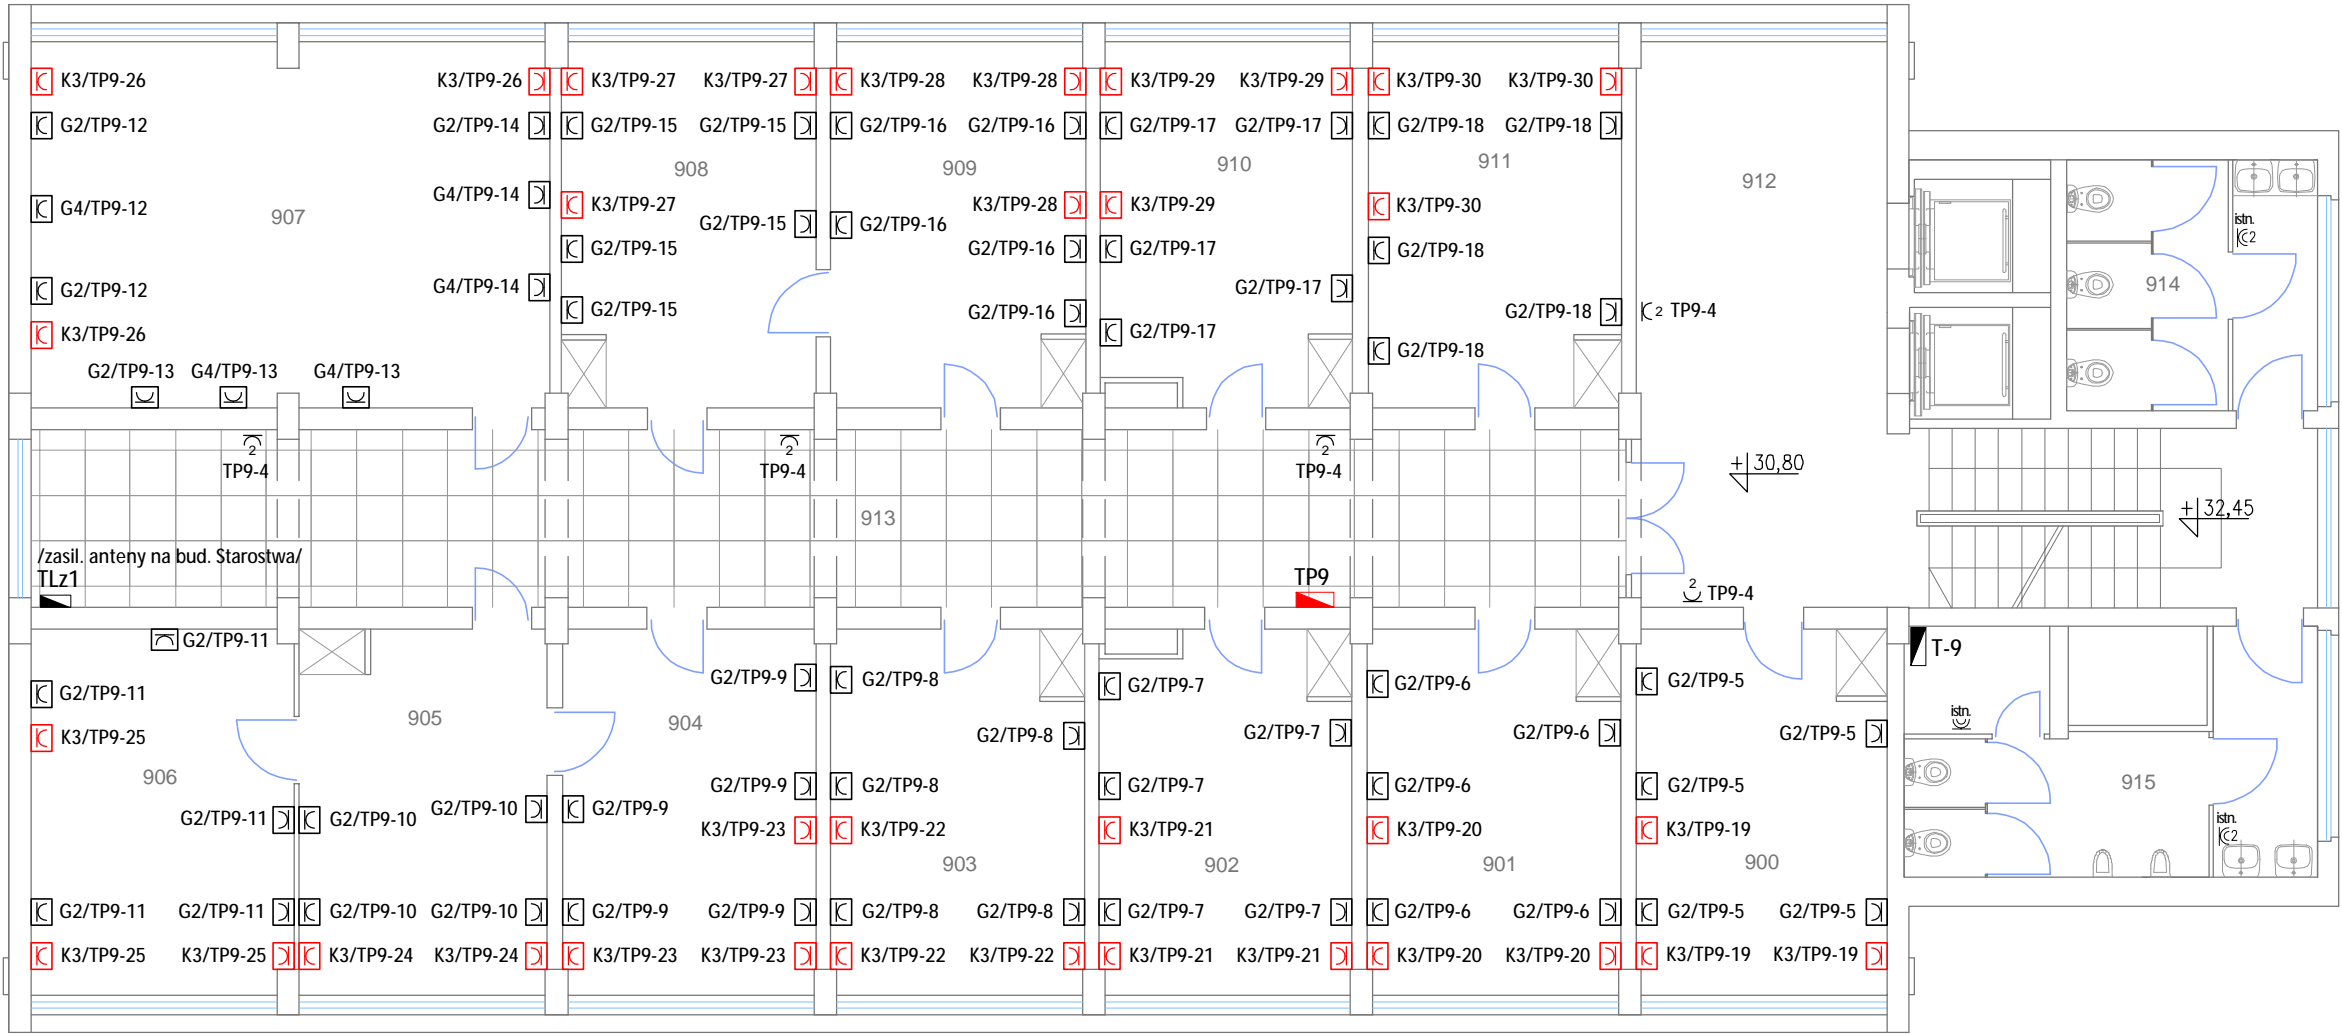 K3/TP9-26 K3/TP9-26 K3/TP9-27 K3/TP9-27 K3/TP9-28 K3/TP9-28 K3/TP9-29 K3/TP9-29 K3/TP9-30 K3/TP9-30
G2/TP9-12 G2/TP9-14 G2/TP9-15 G2/TP9-15 G2/TP9-16 G2/TP9-16 G2/TP9-17 G2/TP9-17 G2/TP9-18 G2/TP9-18
908 909 910 911 912
G4/TP9-14
G4/TP9-12 K3/TP9-27 K3/TP9-28 K3/TP9-29 K3/TP9-30
907 G2/TP9-15 G2/TP9-16 istn.
2
G2/TP9-15 G2/TP9-16 G2/TP9-17 G2/TP9-18
G2/TP9-12 G4/TP9-14 G2/TP9-17 914
G2/TP9-15 G2/TP9-16 G2/TP9-18 2 TP9-4
K3/TP9-26 G2/TP9-17
G2/TP9-18
G2/TP9-13 G4/TP9-13 G4/TP9-13
2 2 2
TP9-4 TP9-4 TP9-4 +30,80
913 +32,45
/zasil. anteny na bud. Starostwa/
TLz1 TP9 2 TP9-4
G2/TP9-11 T-9
G2/TP9-9 G2/TP9-8 G2/TP9-7 G2/TP9-6 G2/TP9-5
G2/TP9-11
905 904 istn.
K3/TP9-25 G2/TP9-8 G2/TP9-7 G2/TP9-6 G2/TP9-5
906 G2/TP9-9 G2/TP9-8 G2/TP9-7 G2/TP9-6 G2/TP9-5 915
G2/TP9-11 G2/TP9-10 G2/TP9-10 G2/TP9-9 istn.
K3/TP9-23 K3/TP9-22 K3/TP9-21 K3/TP9-20 K3/TP9-19 2
903 902 901 900
G2/TP9-11 G2/TP9-11 G2/TP9-10 G2/TP9-10 G2/TP9-9 G2/TP9-9 G2/TP9-8 G2/TP9-8 G2/TP9-7 G2/TP9-7 G2/TP9-6 G2/TP9-6 G2/TP9-5 G2/TP9-5
K3/TP9-25 K3/TP9-25 K3/TP9-24 K3/TP9-24 K3/TP9-23 K3/TP9-23 K3/TP9-22 K3/TP9-22 K3/TP9-21 K3/TP9-21 K3/TP9-20 K3/TP9-20 K3/TP9-19 K3/TP9-19